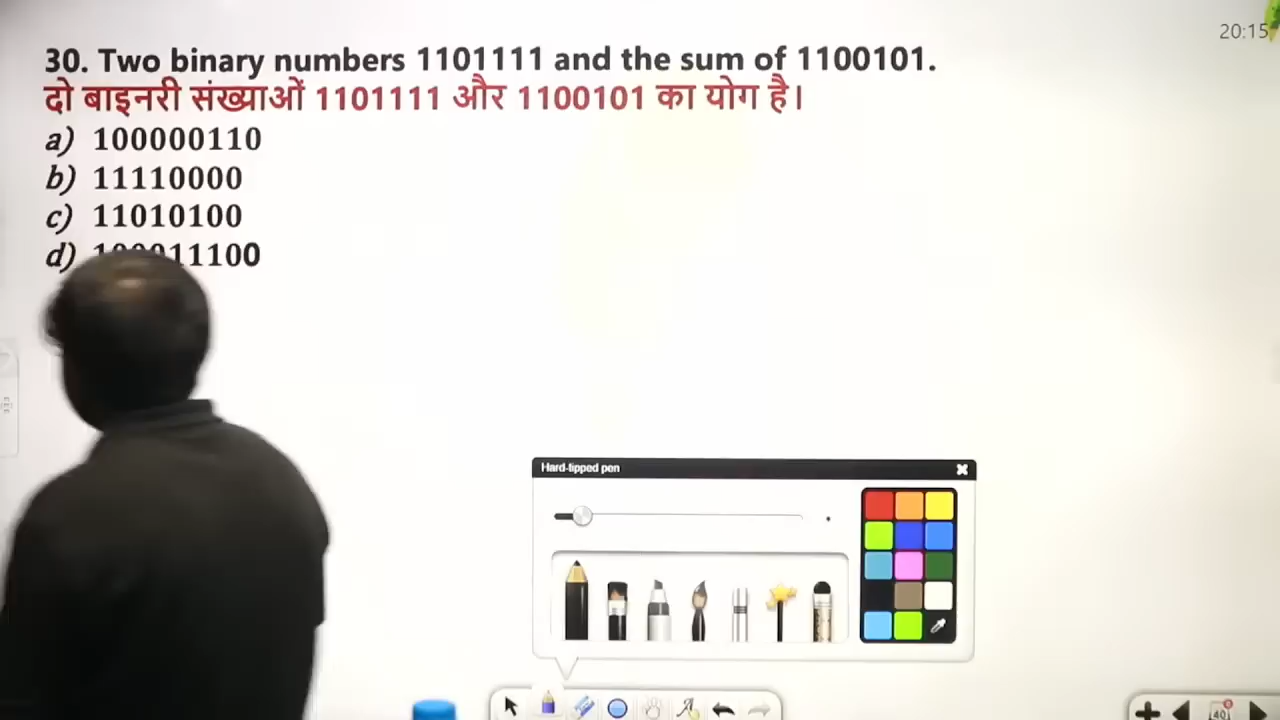 20:15
30. Two binary numbers 1101111 and the sum of 1100101.
दो बाइनरी संख्याओं 1101111 और 1100101 का योग है।
a) 100000110
b) 11110000
c) 11010100
d)
Hard-tipped pen